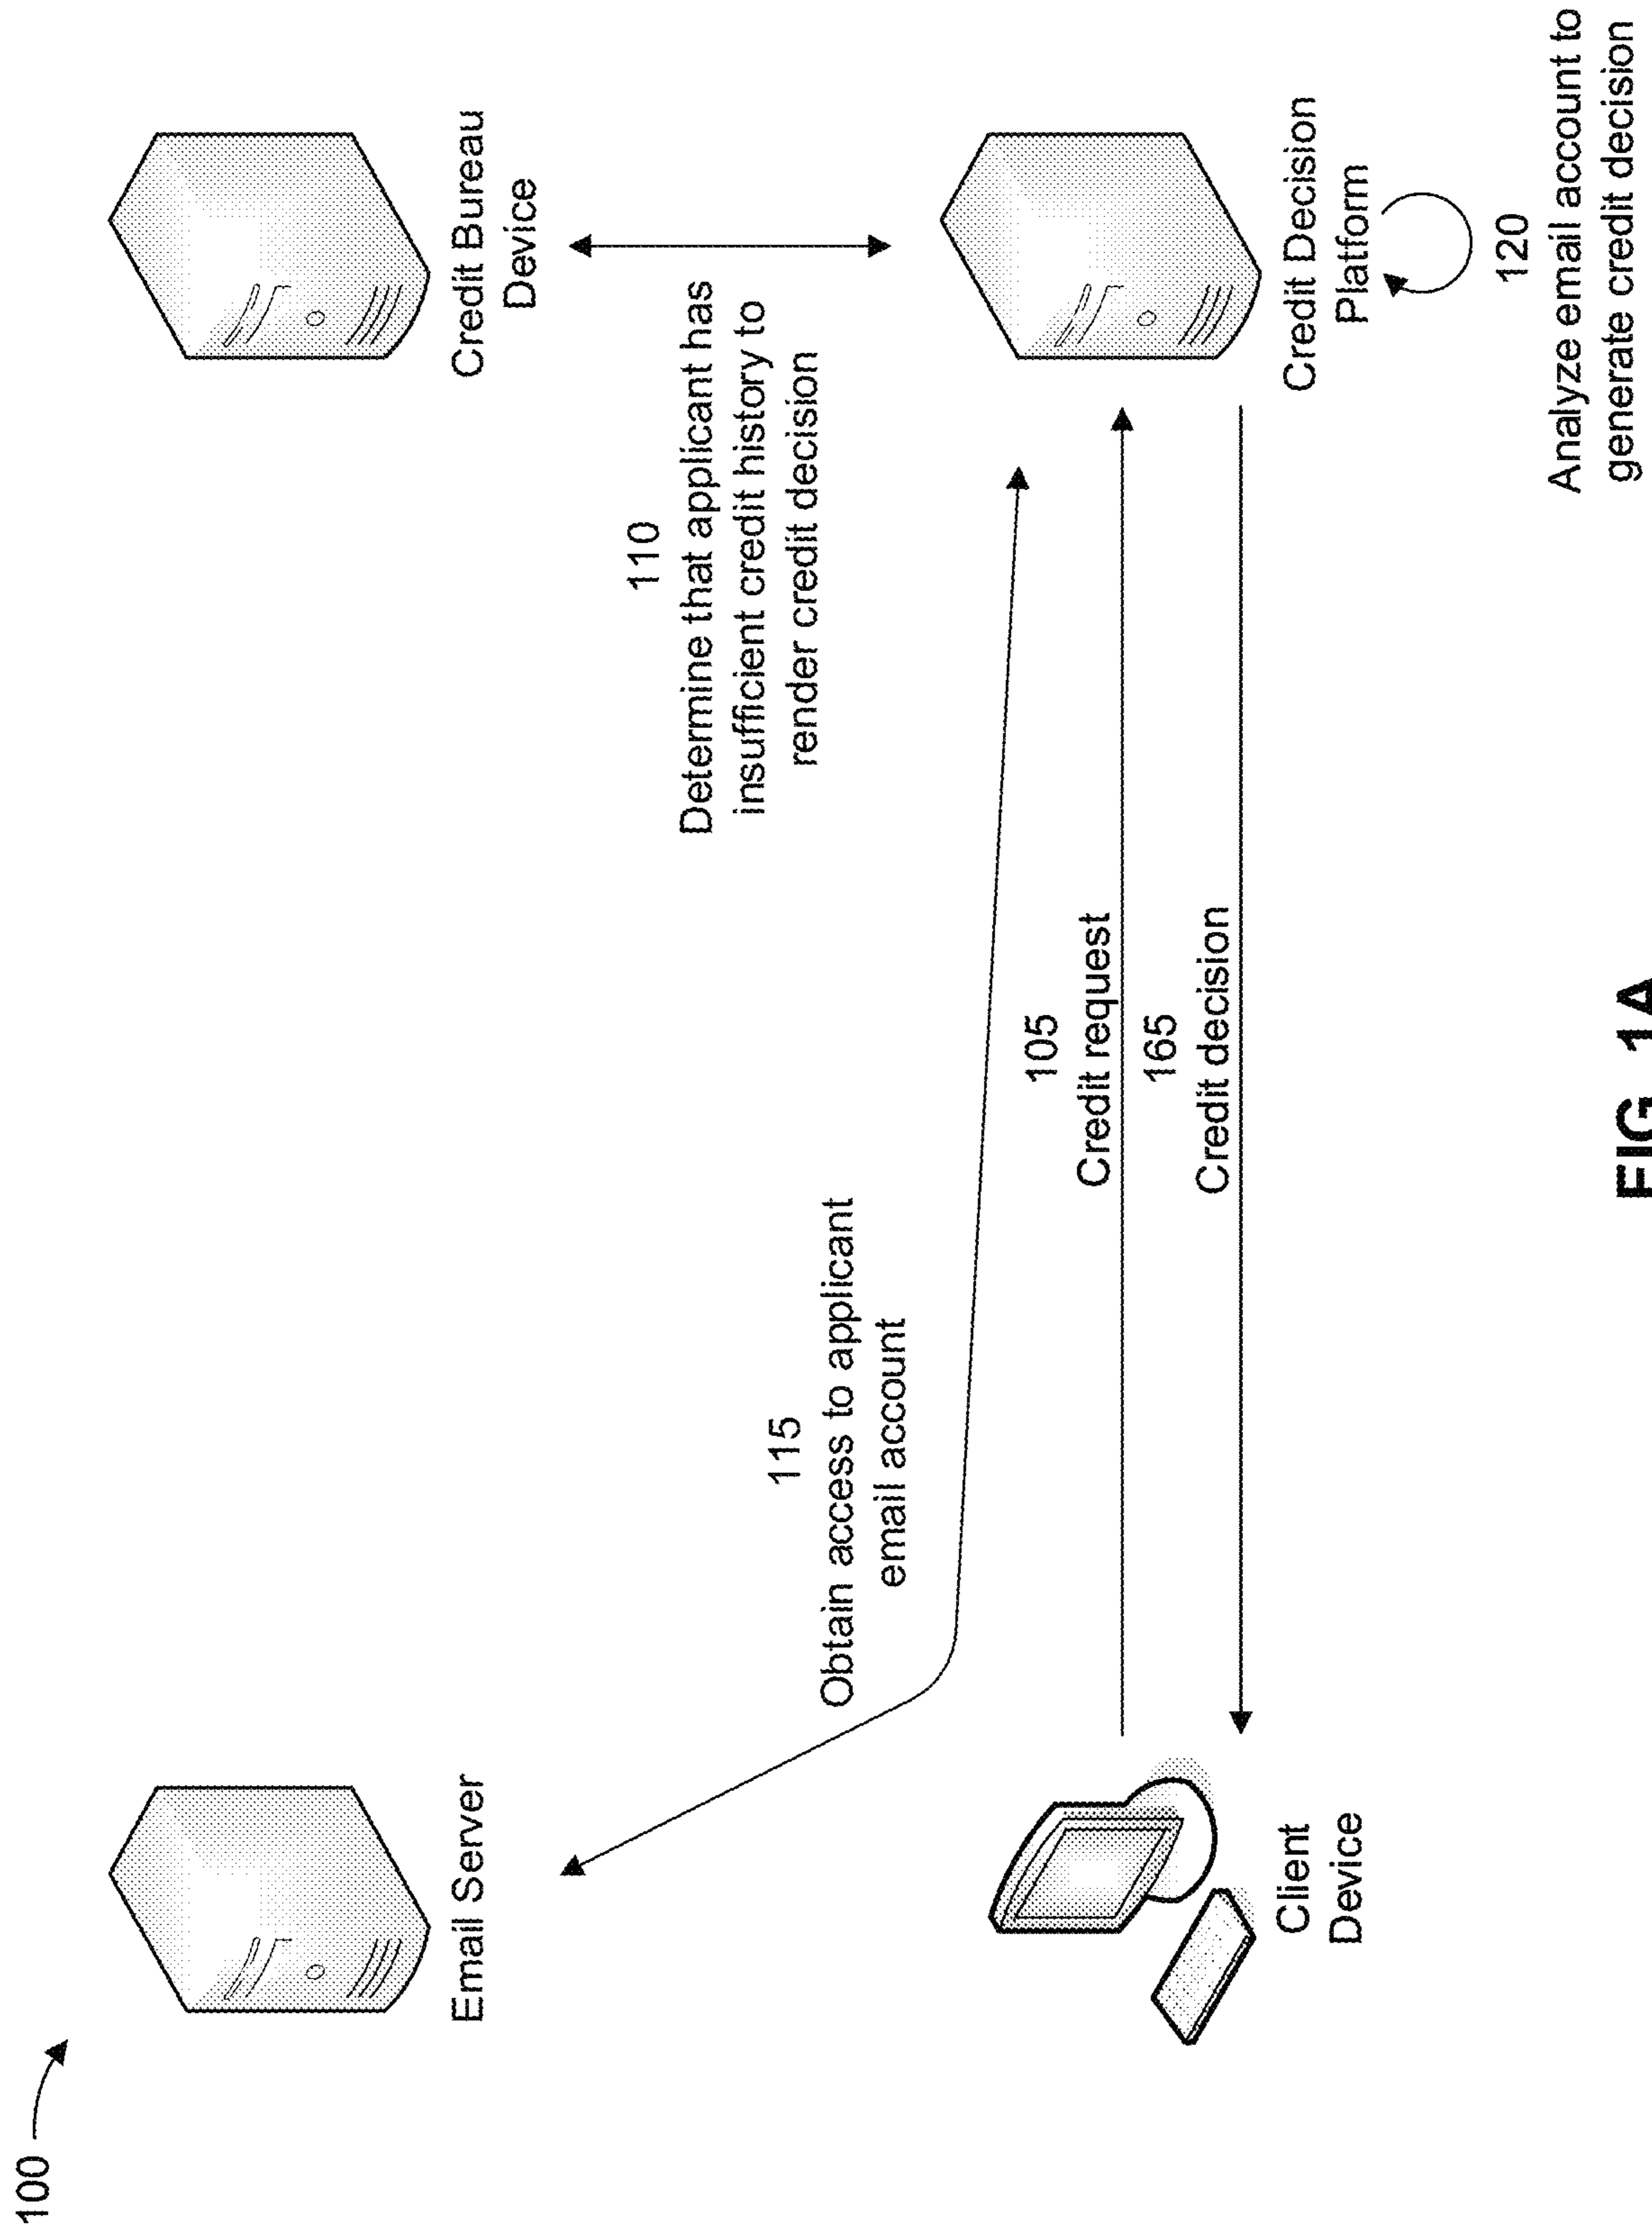 100
Email Server
Credit Bureau
Device
110
Determine that applicant has
insufficient credit history to
render credit decision
115
Obtain access to applicant
email account
105
Credit request
165
Credit decision
Client
Device
Credit Decision
Platform
120
Analyze email account to
generate credit decision
FIG. 1A